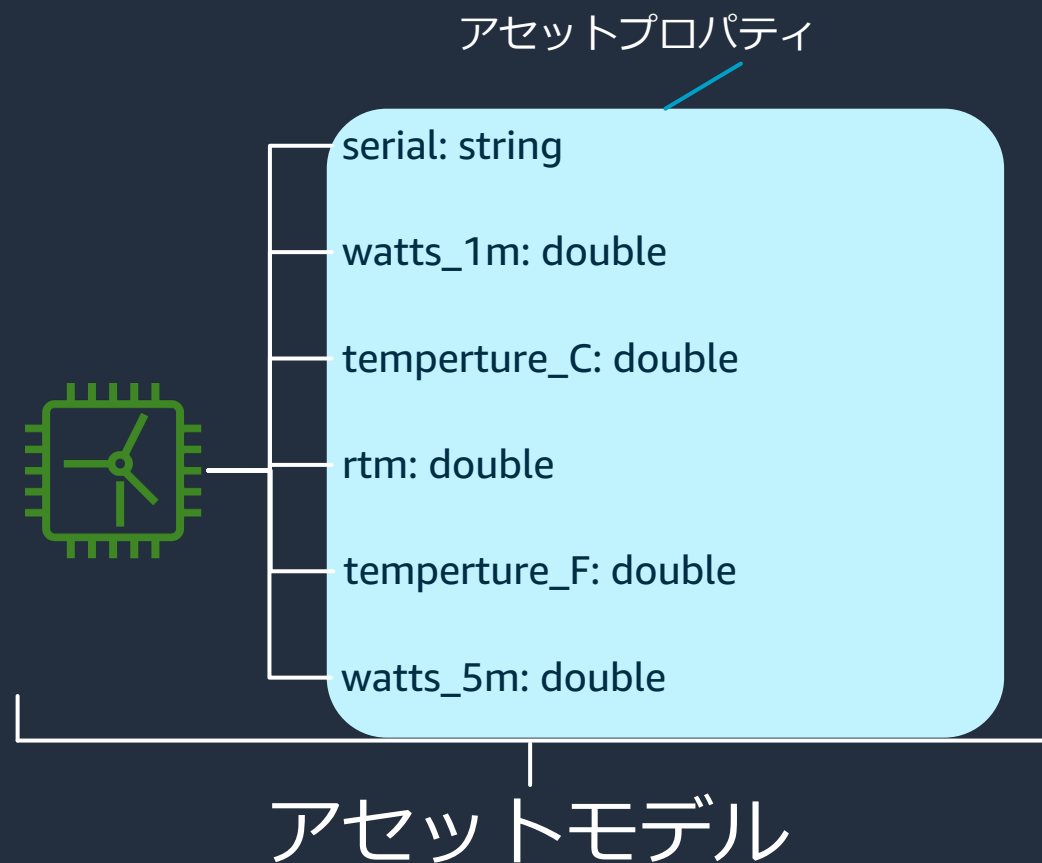 アセットプロパティ
serial: string
watts_1m: double
temperture_C: double
rtm: double
temperture_F: double
watts_5m: double
アセットモデル